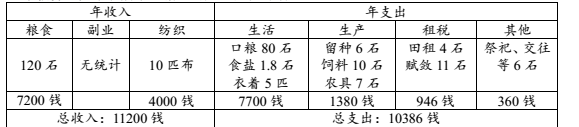 年收入 年支出
粮食 副业 纺织 生活 生产 租税 其他
120 石 无统计 10 匹布 口粮 80 石 食盐 1.8 石 衣着 5 匹 留种 6 石 饲料 10 石 农具 7 石 田租 4 石 赋敛 11 石 祭祀、交往等 6 石
7200 钱 4000 钱 7700 钱 1380 钱 946 钱 360 钱
总收入：11200 钱 总支出：10386 钱